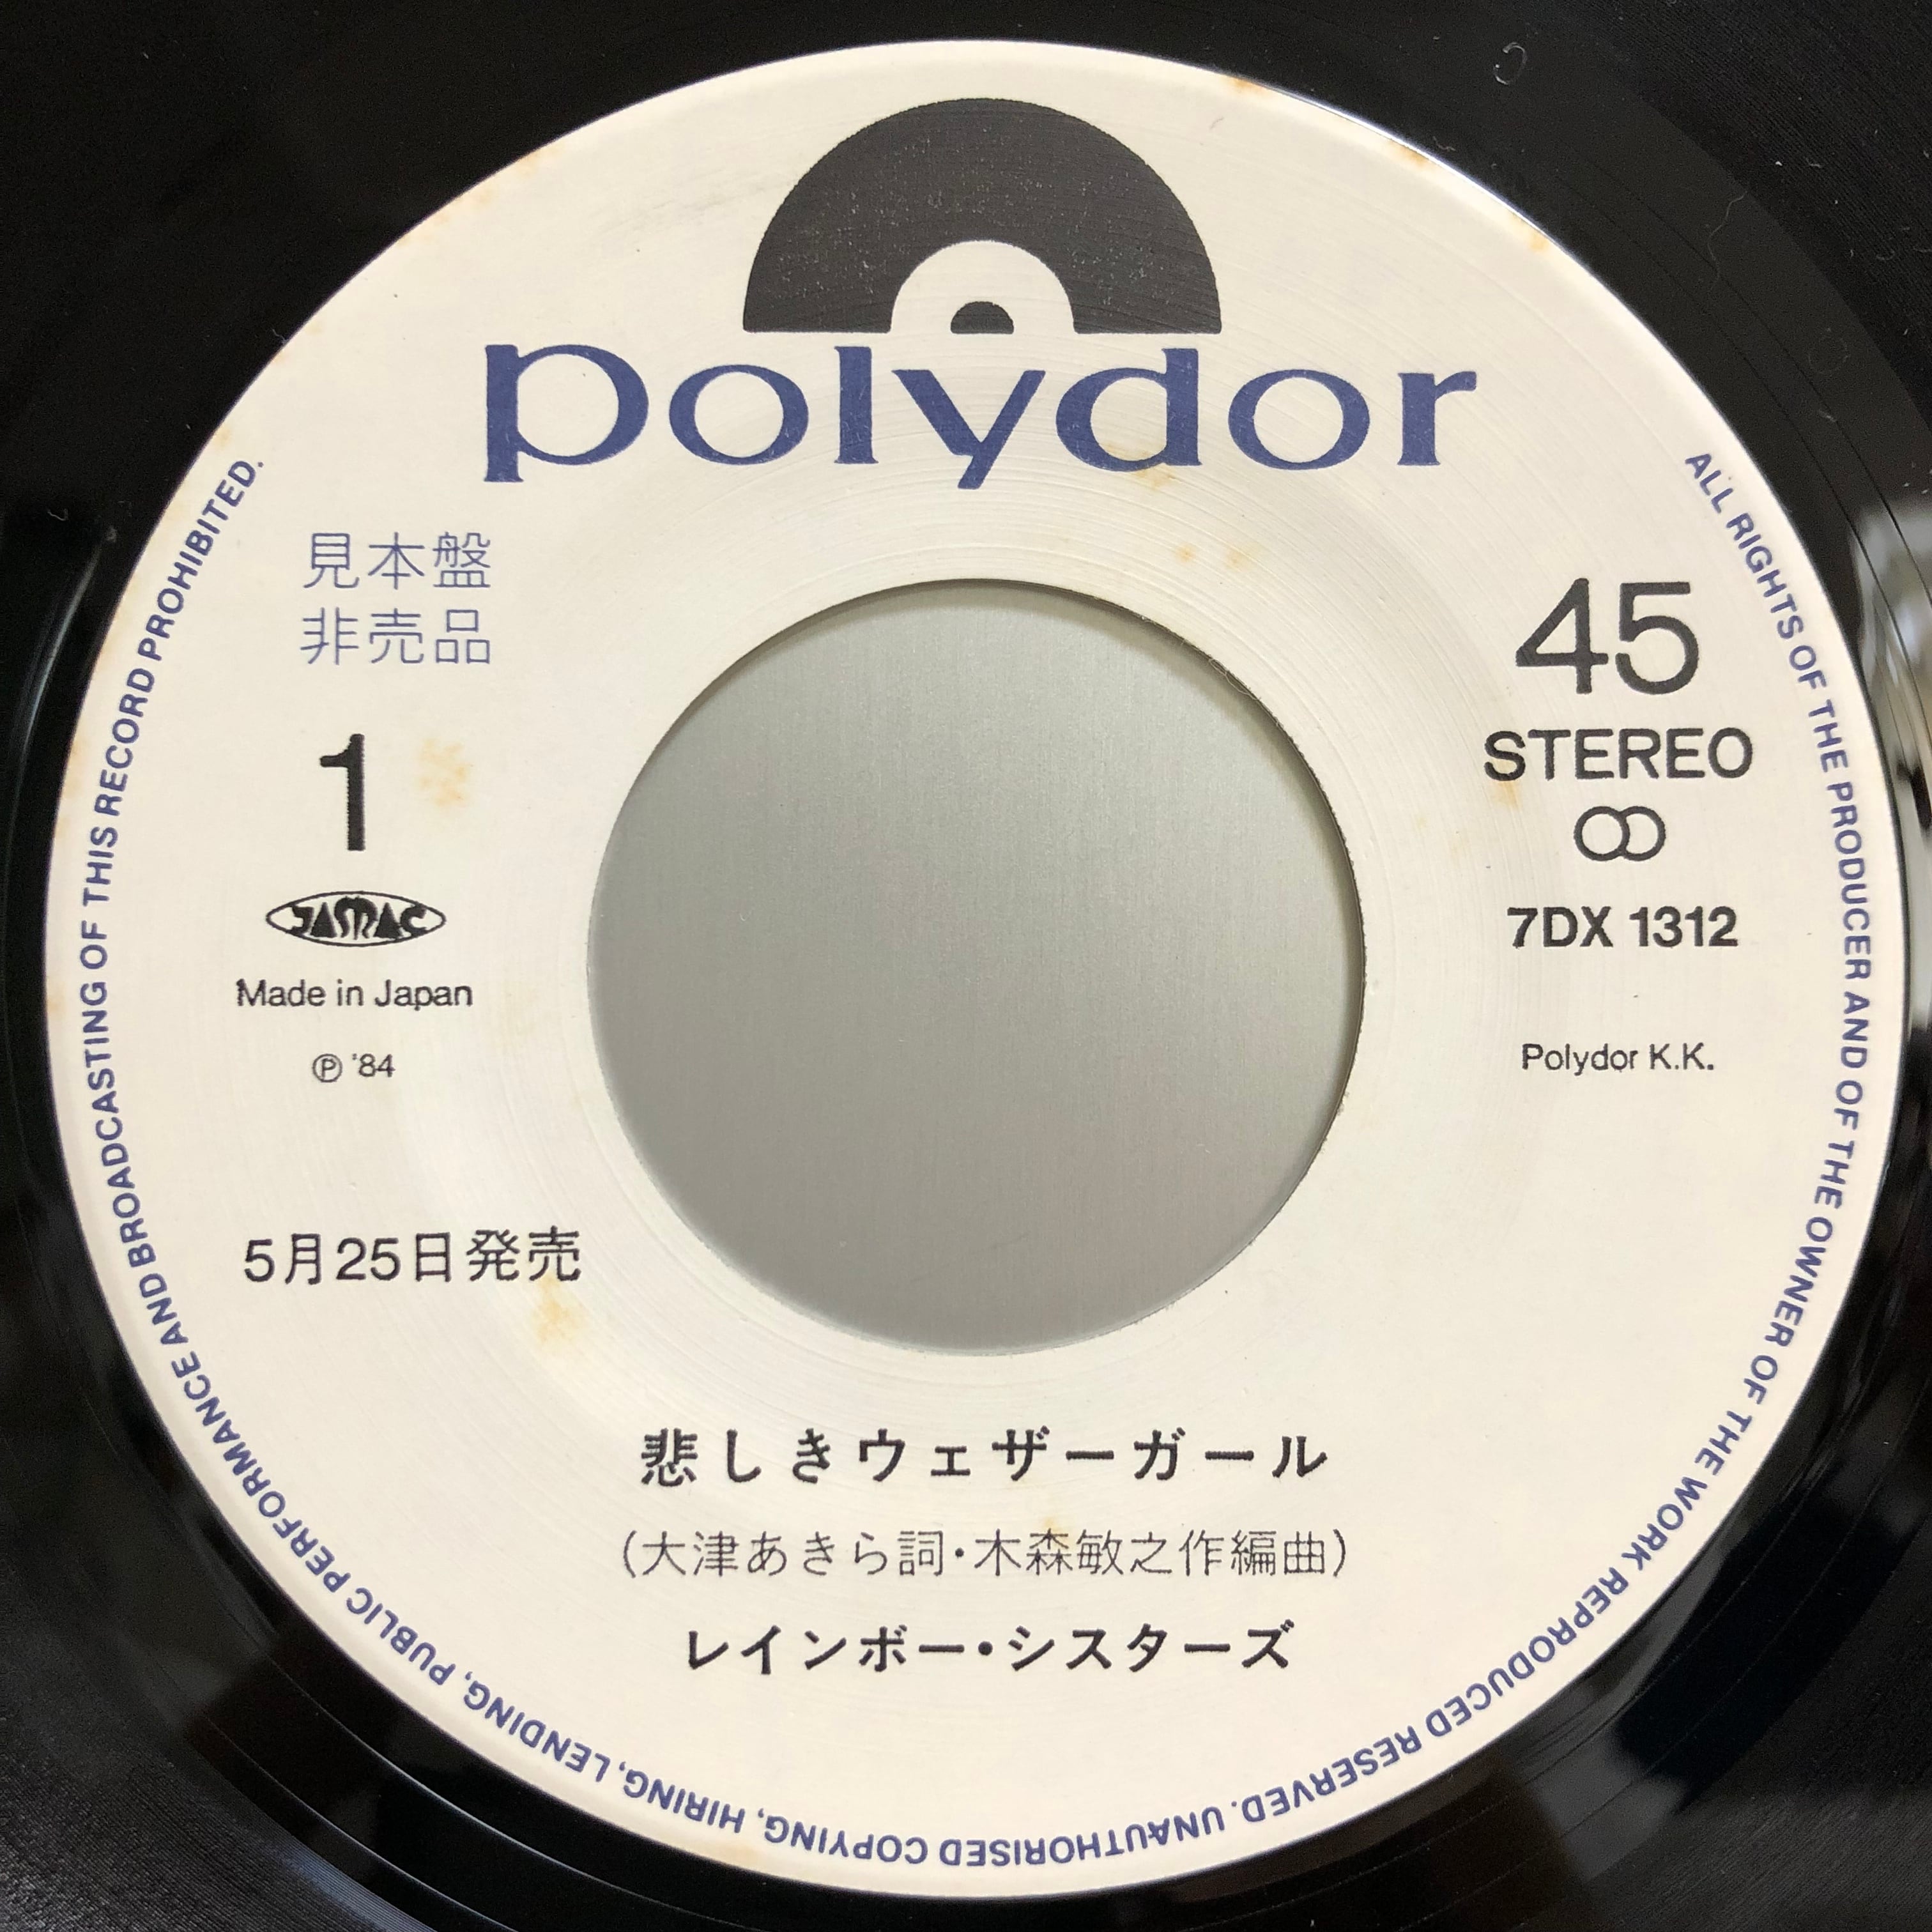 polydor
見本盤
非売品
1
JASRAC
Made in Japan
Ⓟ '84
5月25日発売
45
STEREO
7DX 1312
Polydor K.K.
悲しきウェザーガール
(大津あきら詞・木森敏之作編曲)
レインボー・シスターズ
ALL RIGHTS OF THE PRODUCER AND OF THE OWNER OF THE WORK REPRODUCED RESERVED. UNAUTHORISED COPYING, HIRING, LENDING, PUBLIC PERFORMANCE AND BROADCASTING OF THIS RECORD PROHIBITED.